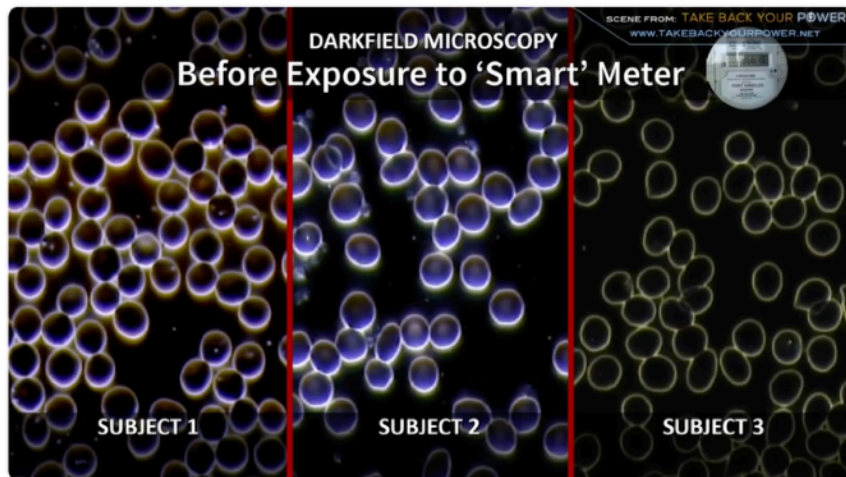 SCENE FROM: TAKE BACK YOUR POWER
WWW.TAKEBACKYOURPOWER.NET
DARKFIELD MICROSCOPY
Before Exposure to ‘Smart’ Meter
SUBJECT 1
SUBJECT 2
SUBJECT 3